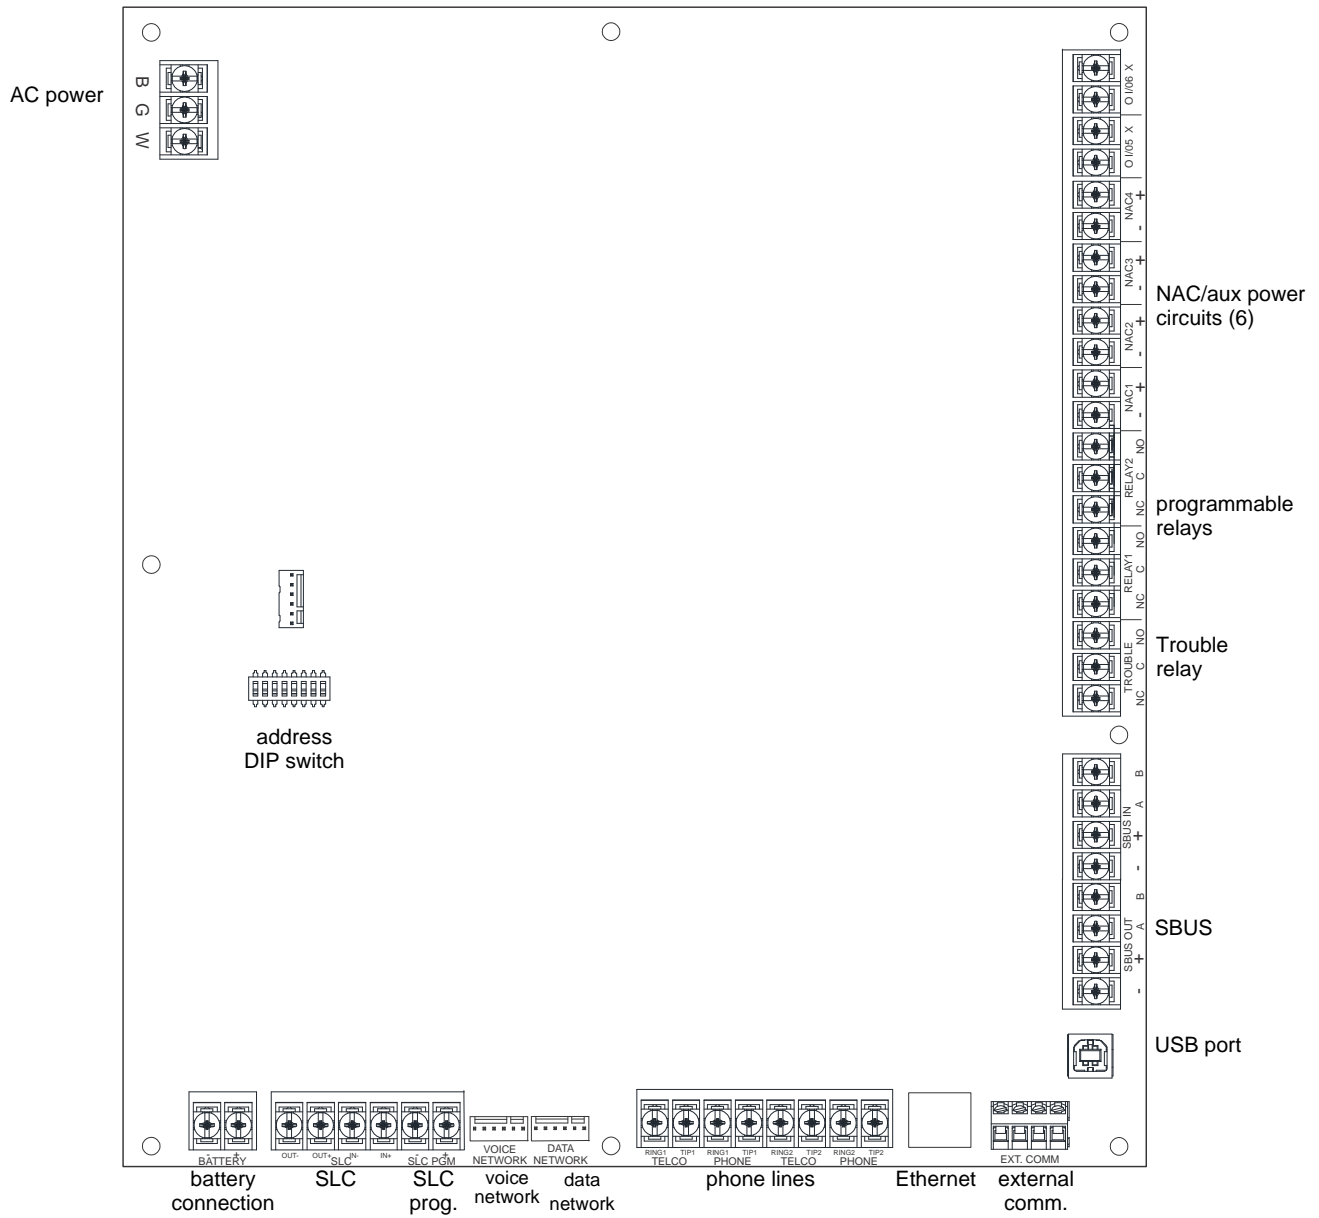 AC power
B
G
W
O I/06 X
O I/05 X
NAC4
+
-
NAC3
+
-
NAC2
+
-
NAC1
+
-
NAC/aux power
circuits (6)
RELAY2
NO
C
NC
programmable
relays
RELAY1
NO
C
NC
TROUBLE
NO
C
NC
Trouble
relay
address
DIP switch
SBUS IN
B
A
+
-
SBUS OUT
B
A
+
-
SBUS
USB port
- +
BATTERY
battery
connection
OUT- OUT+ IN- IN+
SLC
SLC
- +
SLC PGM
SLC
prog.
VOICE
NETWORK
voice
network
DATA
NETWORK
data
network
RING1 TIP1 RING1 TIP1 RING2 TIP2 RING2 TIP2
TELCO PHONE TELCO PHONE
phone lines
Ethernet
EXT. COMM
external
comm.